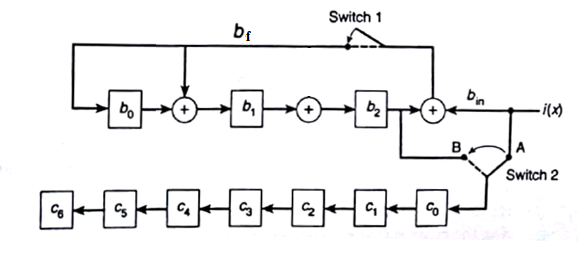 Switch 1
b_f
b_0 + b_1 + b_2 + b_in i(x)
B A
Switch 2
c_6 c_5 c_4 c_3 c_2 c_1 c_0